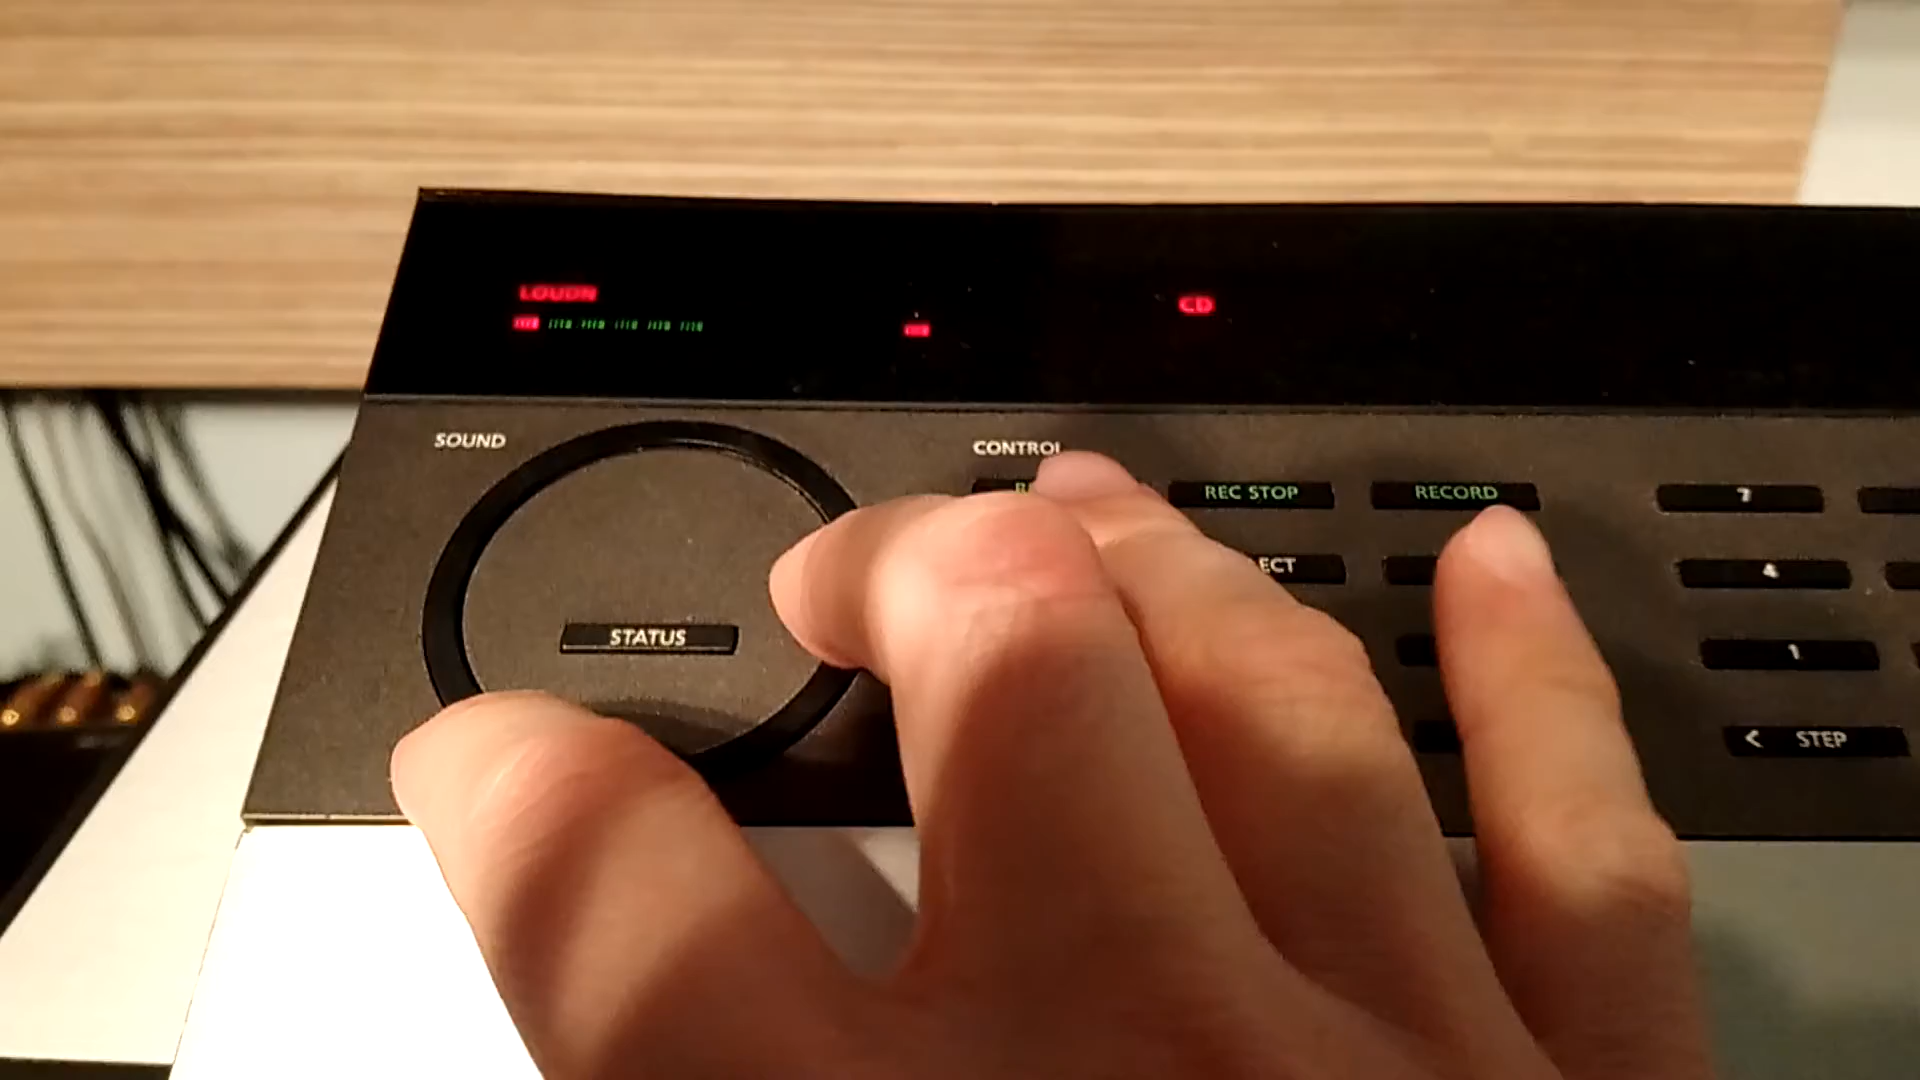 LOUDN
CD
SOUND
CONTROL
REC STOP
RECORD
7
4
STATUS
1
< STEP